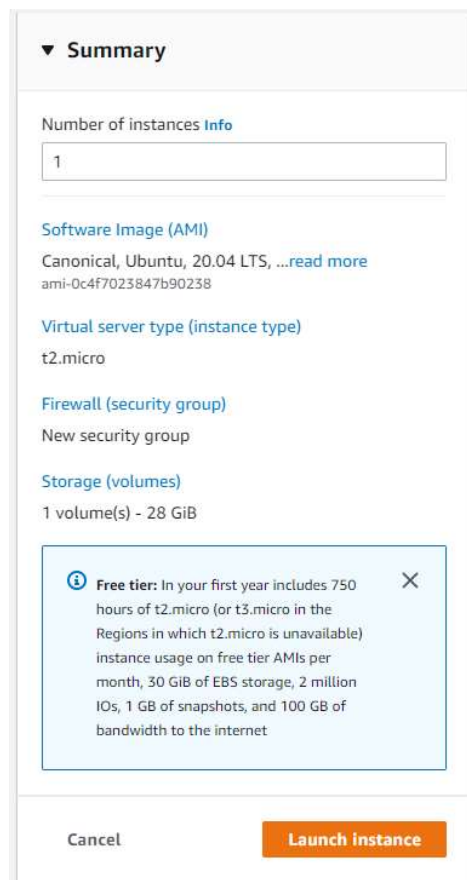 Summary
Number of instances Info
1
Software Image (AMI)
Canonical, Ubuntu, 20.04 LTS, ...read more
ami-0c4f7023847b90238
Virtual server type (instance type)
t2.micro
Firewall (security group)
New security group
Storage (volumes)
1 volume(s) - 28 GiB
Free tier: In your first year includes 750
hours of t2.micro (or t3.micro in the
Regions in which t2.micro is unavailable)
instance usage on free tier AMIs per
month, 30 GiB of EBS storage, 2 million
IOs, 1 GB of snapshots, and 100 GB of
bandwidth to the internet
Cancel
Launch instance